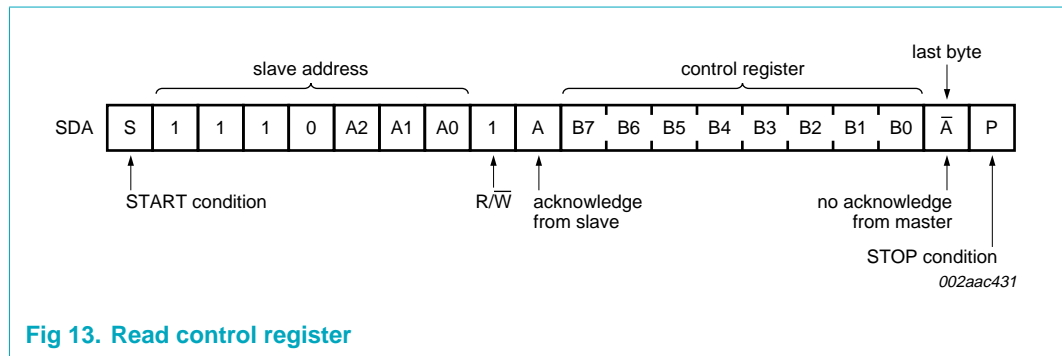 last byte
slave address
control register
SDA S 1 1 1 0 A2 A1 A0 1 A B7 B6 B5 B4 B3 B2 B1 B0 A̅ P
START condition
R/W̅
acknowledge
from slave
no acknowledge
from master
STOP condition
002aac431
Fig 13. Read control register